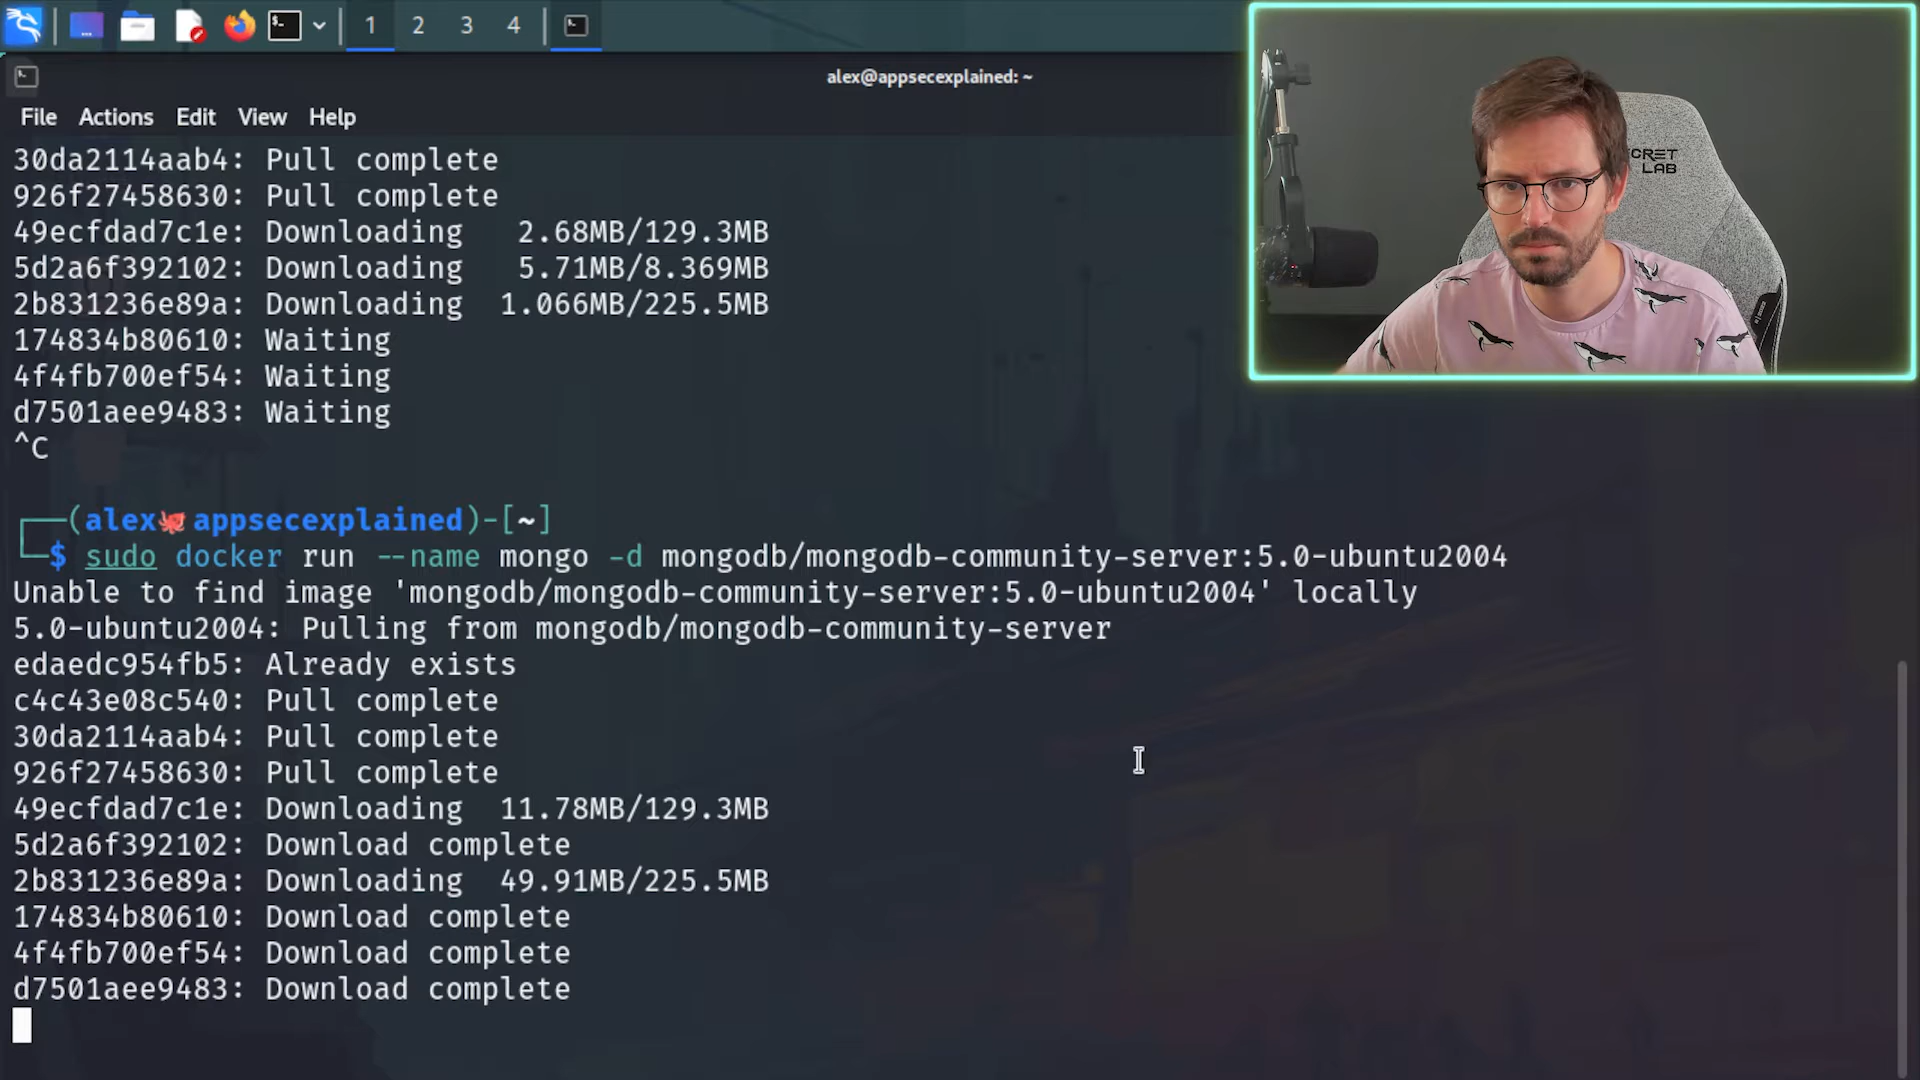 1 2 3 4
alex@appsecexplained: ~
File Actions Edit View Help
30da2114aab4: Pull complete
926f27458630: Pull complete
49ecfdad7c1e: Downloading 2.68MB/129.3MB
5d2a6f392102: Downloading 5.71MB/8.369MB
2b831236e89a: Downloading 1.066MB/225.5MB
174834b80610: Waiting
4f4fb700ef54: Waiting
d7501aee9483: Waiting
^C
┌──(alex🐙appsecexplained)-[~]
└─$ sudo docker run --name mongo -d mongodb/mongodb-community-server:5.0-ubuntu2004
Unable to find image 'mongodb/mongodb-community-server:5.0-ubuntu2004' locally
5.0-ubuntu2004: Pulling from mongodb/mongodb-community-server
edaedc954fb5: Already exists
c4c43e08c540: Pull complete
30da2114aab4: Pull complete
926f27458630: Pull complete
49ecfdad7c1e: Downloading 11.78MB/129.3MB
5d2a6f392102: Download complete
2b831236e89a: Downloading 49.91MB/225.5MB
174834b80610: Download complete
4f4fb700ef54: Download complete
d7501aee9483: Download complete
CRET
LAB